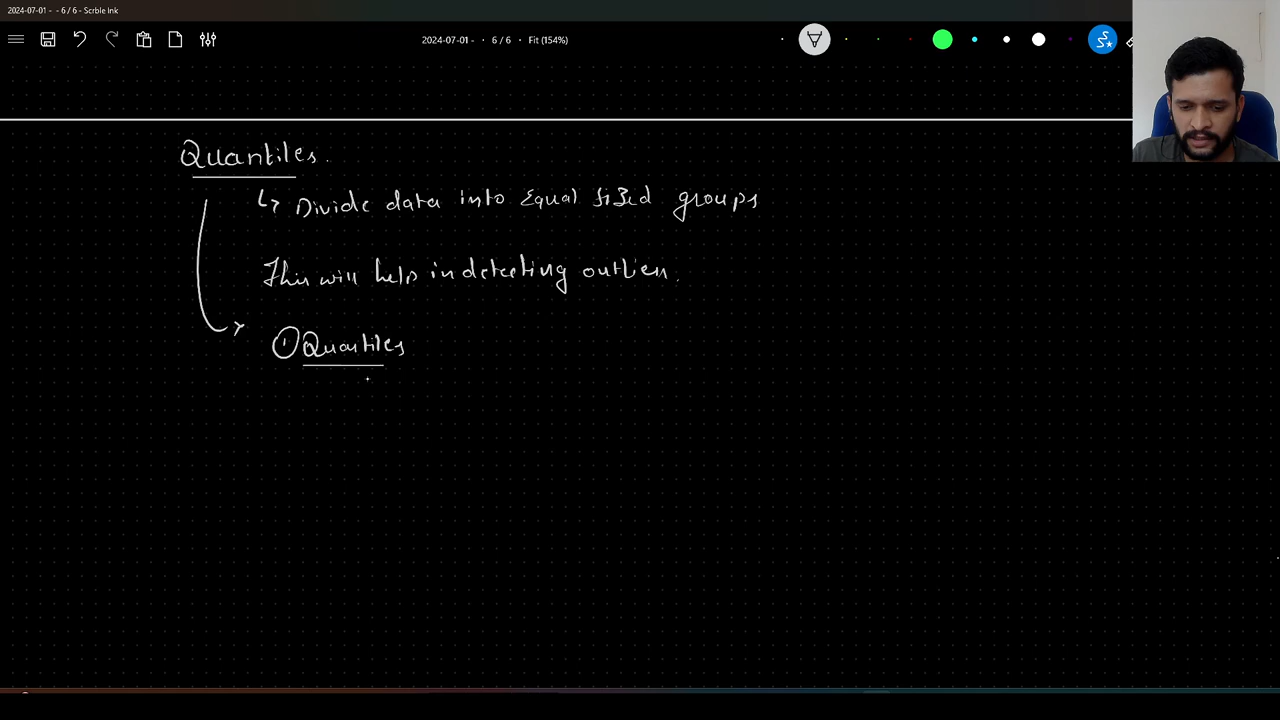 2024-07-01 - - 6 / 6 - Scrble Ink
2024-07-01 - · 6 / 6 · Fit (154%)
Quantiles.
↳ Divide data into Equal sized groups
This will help in detecting outliers.
① Quartiles